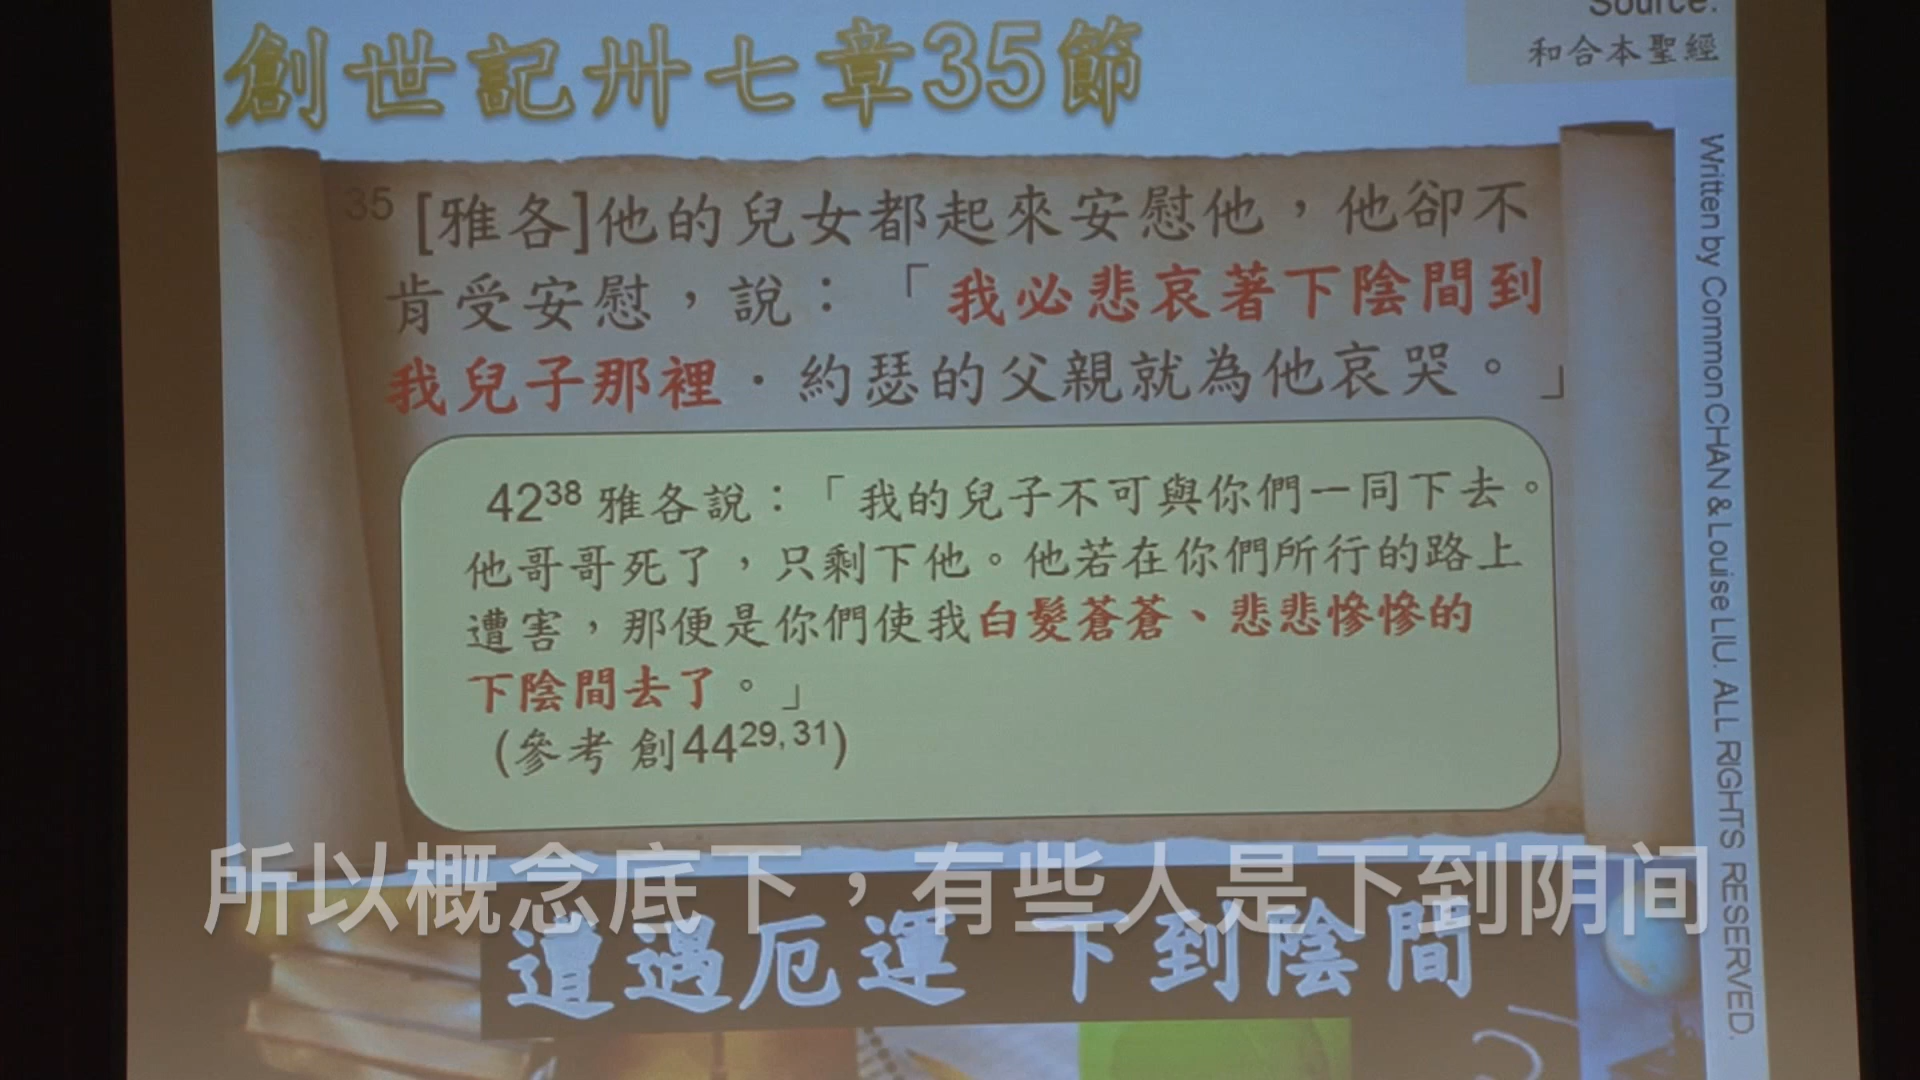 創世記卅七章35節
Source:
和合本聖經
35 [雅各]他的兒女都起來安慰他，他卻不
肯受安慰，說：「我必悲哀著下陰間到
我兒子那裡．約瑟的父親就為他哀哭。」
42³⁸ 雅各說：「我的兒子不可與你們一同下去。
他哥哥死了，只剩下他。他若在你們所行的路上
遭害，那便是你們使我白髮蒼蒼、悲悲慘慘的
下陰間去了。」
(參考 創44²⁹, ³¹)
所以概念底下，有些人是下到阴间
遭遇厄運 下到陰間
Written by Common CHAN & Louise LIU. ALL RIGHTS RESERVED.